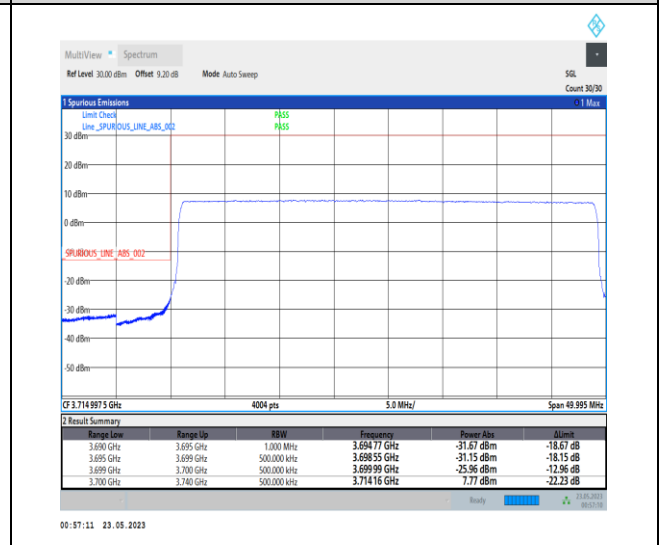 MultiView Spectrum
Ref Level 30.00 dBm Offset 9.20 dB Mode Auto Sweep SGL
Count 30/30
1 Spurious Emissions 1 Max
Limit Check PASS
Line _SPURIOUS_LINE_ABS_002 PASS
30 dBm
20 dBm
10 dBm
0 dBm
_SPURIOUS_LINE_ABS_002
-20 dBm
-30 dBm
-40 dBm
-50 dBm
CF 3.714 997 5 GHz 4004 pts 5.0 MHz/ Span 49.995 MHz
2 Result Summary
Range Low Range Up RBW Frequency Power Abs ΔLimit
3.690 GHz 3.695 GHz 1.000 MHz 3.694 77 GHz -31.67 dBm -18.67 dB
3.695 GHz 3.699 GHz 500.000 kHz 3.698 55 GHz -31.15 dBm -18.15 dB
3.699 GHz 3.700 GHz 500.000 kHz 3.699 99 GHz -25.96 dBm -12.96 dB
3.700 GHz 3.740 GHz 500.000 kHz 3.714 16 GHz 7.77 dBm -22.23 dB
Ready 23.05.2023
00:57:10
00:57:11 23.05.2023